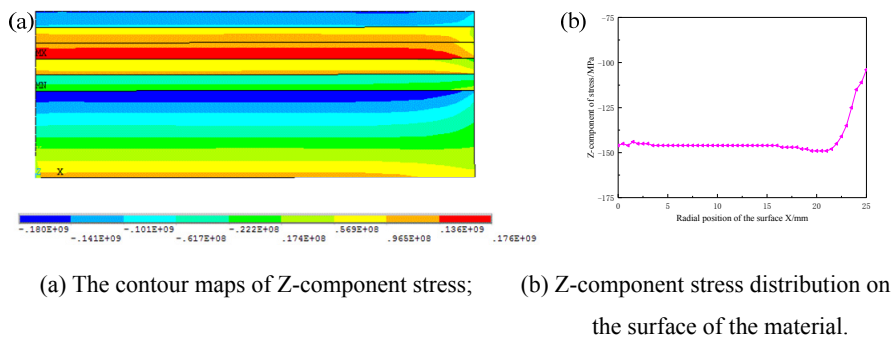 (a)
MX
MN
Z X
-.180E+09 -.101E+09 -.222E+08 .569E+08 .136E+09
-.141E+09 -.617E+08 .174E+08 .965E+08 .176E+09
(b)
Z-component of stress/MPa
-75
-100
-125
-150
-175
0 5 10 15 20 25
Radial position of the surface X/mm
(a) The contour maps of Z-component stress;
(b) Z-component stress distribution on
the surface of the material.